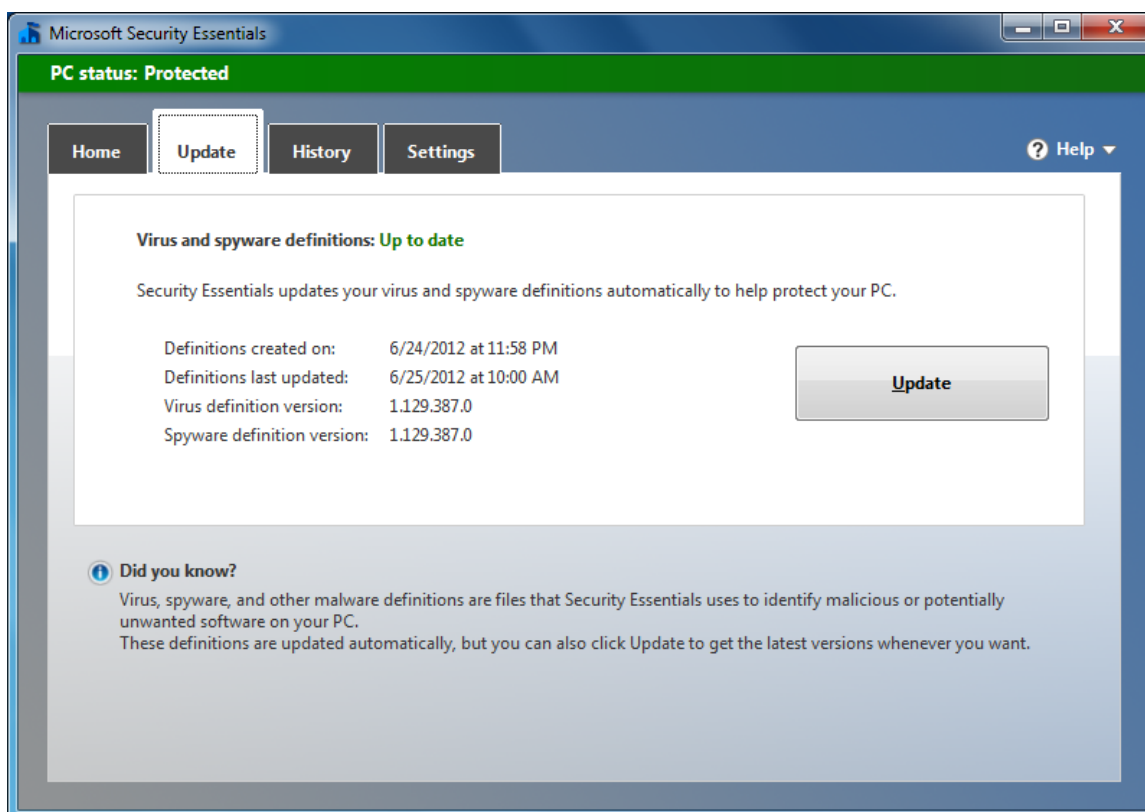 Microsoft Security Essentials
PC status: Protected
Home Update History Settings Help
Virus and spyware definitions: Up to date
Security Essentials updates your virus and spyware definitions automatically to help protect your PC.
Definitions created on: 6/24/2012 at 11:58 PM
Definitions last updated: 6/25/2012 at 10:00 AM
Virus definition version: 1.129.387.0
Spyware definition version: 1.129.387.0
Update
Did you know?
Virus, spyware, and other malware definitions are files that Security Essentials uses to identify malicious or potentially
unwanted software on your PC.
These definitions are updated automatically, but you can also click Update to get the latest versions whenever you want.